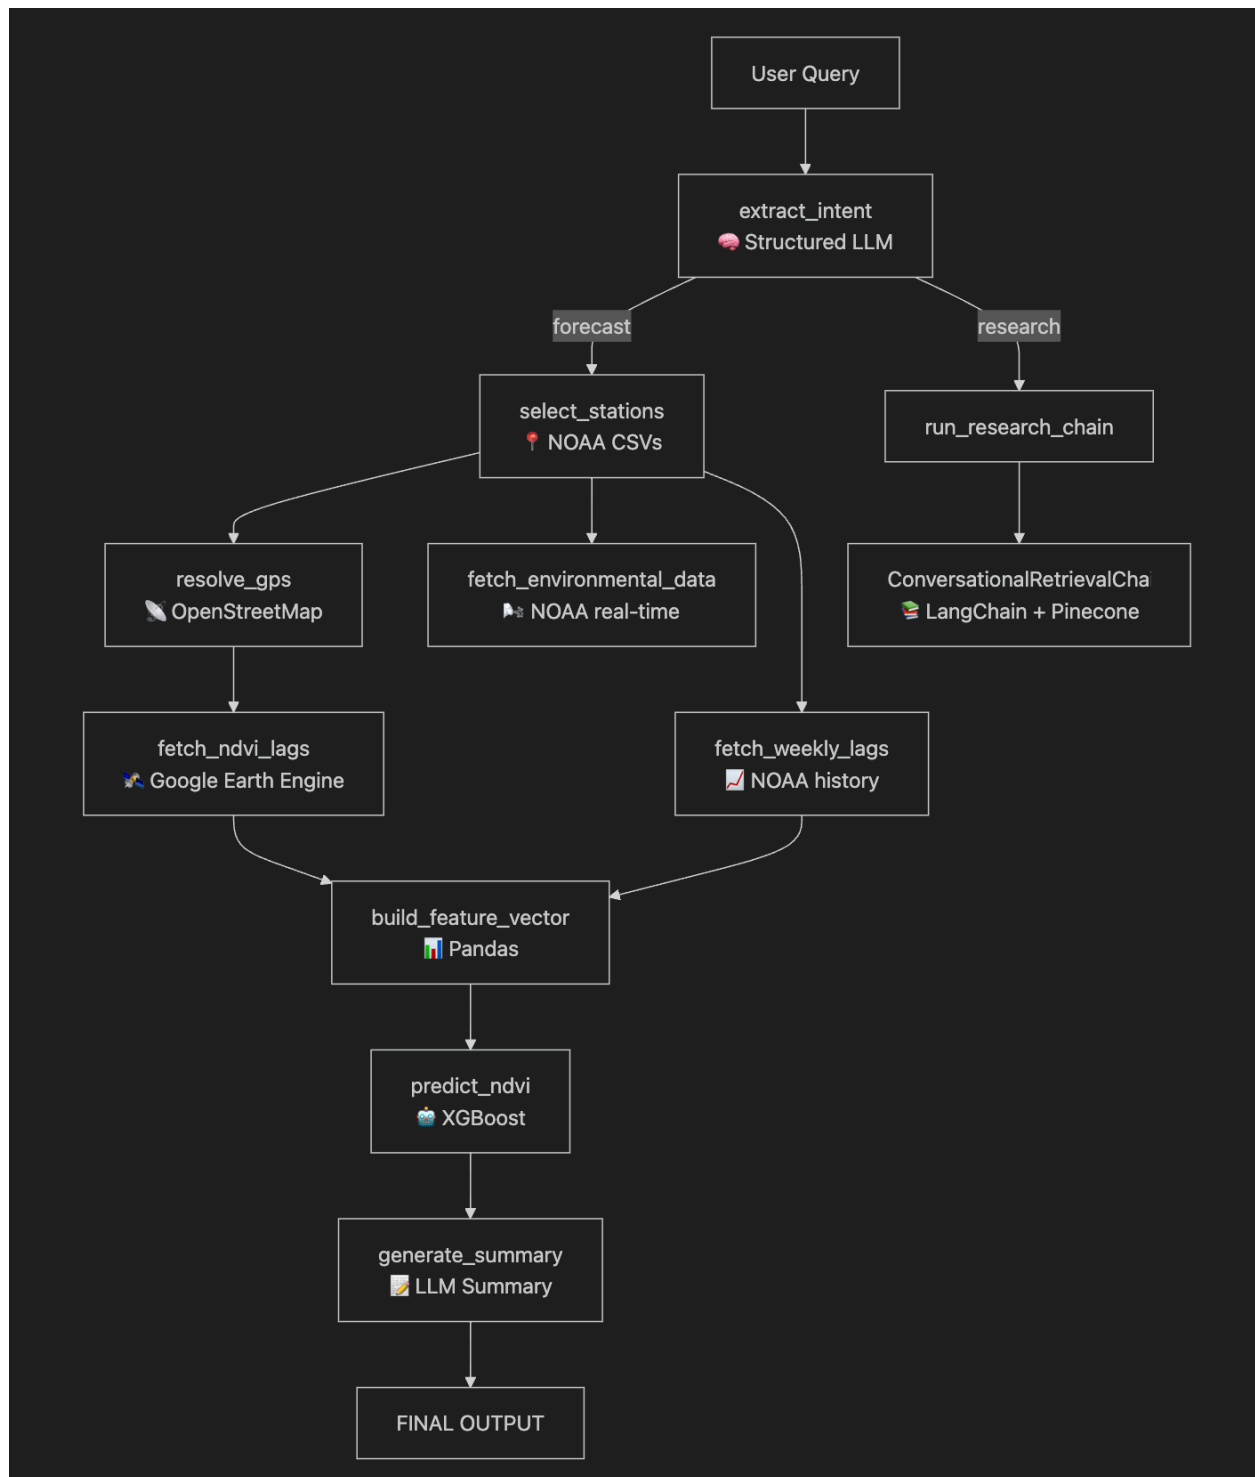 User Query
extract_intent
🧠 Structured LLM
forecast
research
select_stations
📍 NOAA CSVs
run_research_chain
resolve_gps
📡 OpenStreetMap
fetch_environmental_data
🌬 NOAA real-time
ConversationalRetrievalChai
📚 LangChain + Pinecone
fetch_ndvi_lags
🛰 Google Earth Engine
fetch_weekly_lags
📈 NOAA history
build_feature_vector
📊 Pandas
predict_ndvi
🤖 XGBoost
generate_summary
📝 LLM Summary
FINAL OUTPUT